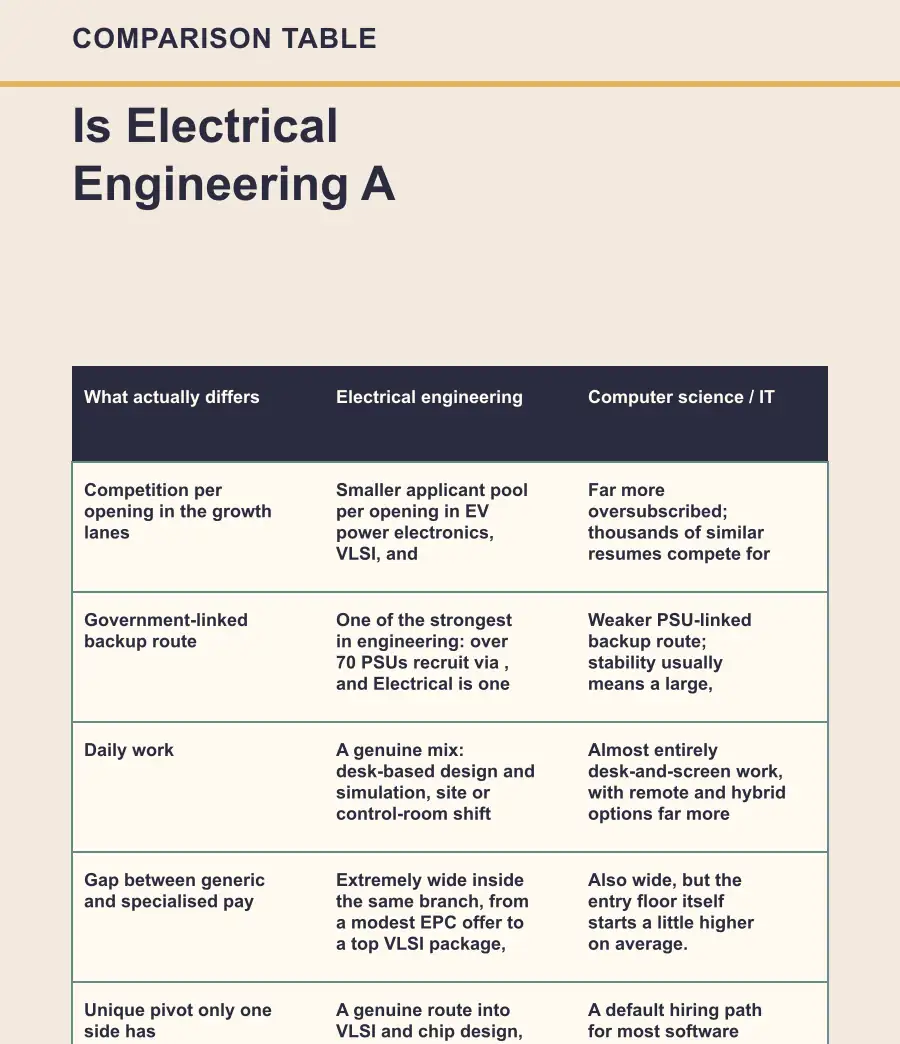 COMPARISON TABLE
Is Electrical
Engineering A
What actually differs
Electrical engineering
Computer science / IT
Competition per
opening in the growth
lanes
Smaller applicant pool
per opening in EV
power electronics,
VLSI, and
Far more
oversubscribed;
thousands of similar
resumes compete for
Government-linked
backup route
One of the strongest
in engineering: over
70 PSUs recruit via ,
and Electrical is one
Weaker PSU-linked
backup route;
stability usually
means a large,
Daily work
A genuine mix:
desk-based design and
simulation, site or
control-room shift
Almost entirely
desk-and-screen work,
with remote and hybrid
options far more
Gap between generic
and specialised pay
Extremely wide inside
the same branch, from
a modest EPC offer to
a top VLSI package,
Also wide, but the
entry floor itself
starts a little higher
on average.
Unique pivot only one
side has
A genuine route into
VLSI and chip design,
A default hiring path
for most software